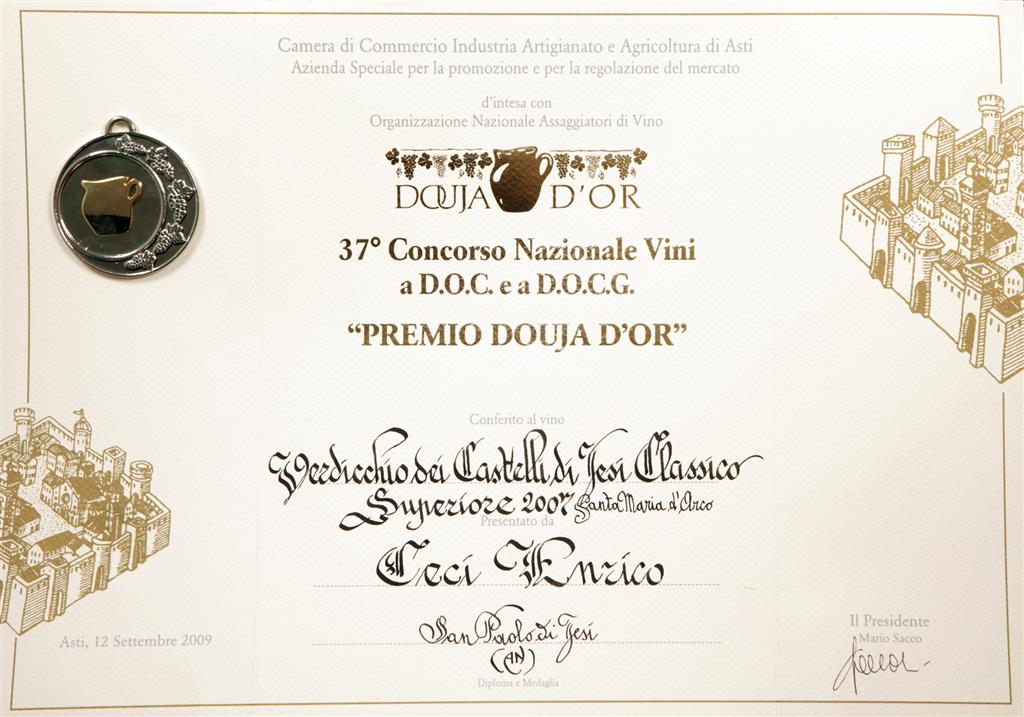 Camera di Commercio Industria Artigianato e Agricoltura di Asti
Azienda Speciale per la promozione e per la regolazione del mercato
d'intesa con
Organizzazione Nazionale Assaggiatori di Vino
DOUJA D'OR
37° Concorso Nazionale Vini
a D.O.C. e a D.O.C.G.
"PREMIO DOUJA D'OR"
Conferito al vino
Verdicchio dei Castelli di Jesi Classico
Superiore 2007 Santa Maria d'Arco
Presentato da
Ceci Enrico
San Paolo di Jesi
(AN)
Diploma e Medaglia
Asti, 12 Settembre 2009
Il Presidente
Mario Sacco